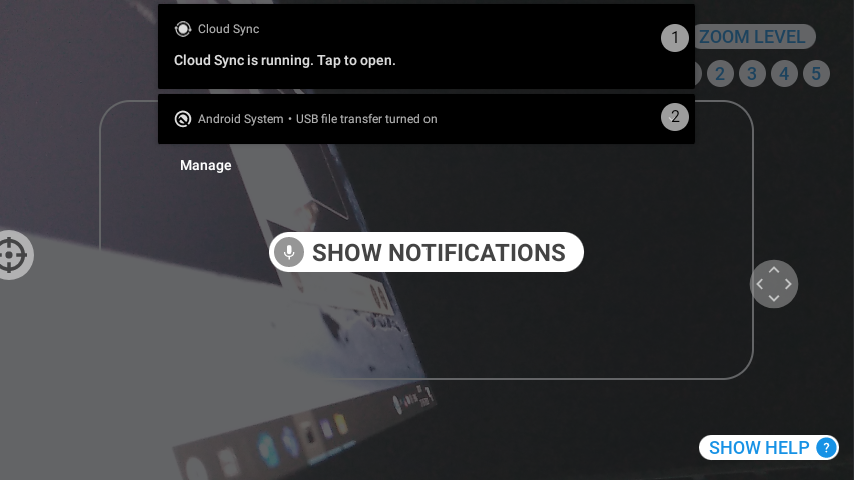 Cloud Sync
Cloud Sync is running. Tap to open.
1
ZOOM LEVEL
2 3 4 5
Android System • USB file transfer turned on
2
Manage
SHOW NOTIFICATIONS
SHOW HELP ?